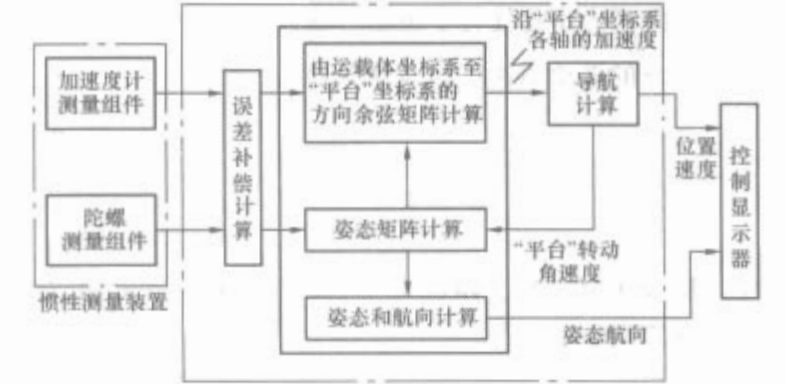 沿“平台”坐标系
各轴的加速度
加速度计
测量组件
误差补偿计算
由运载体坐标系至
“平台”坐标系的
方向余弦矩阵计算
导航
计算
位置
速度
控制显示器
陀螺
测量组件
姿态矩阵计算
“平台”转动
角速度
惯性测量装置
姿态和航向计算
姿态航向